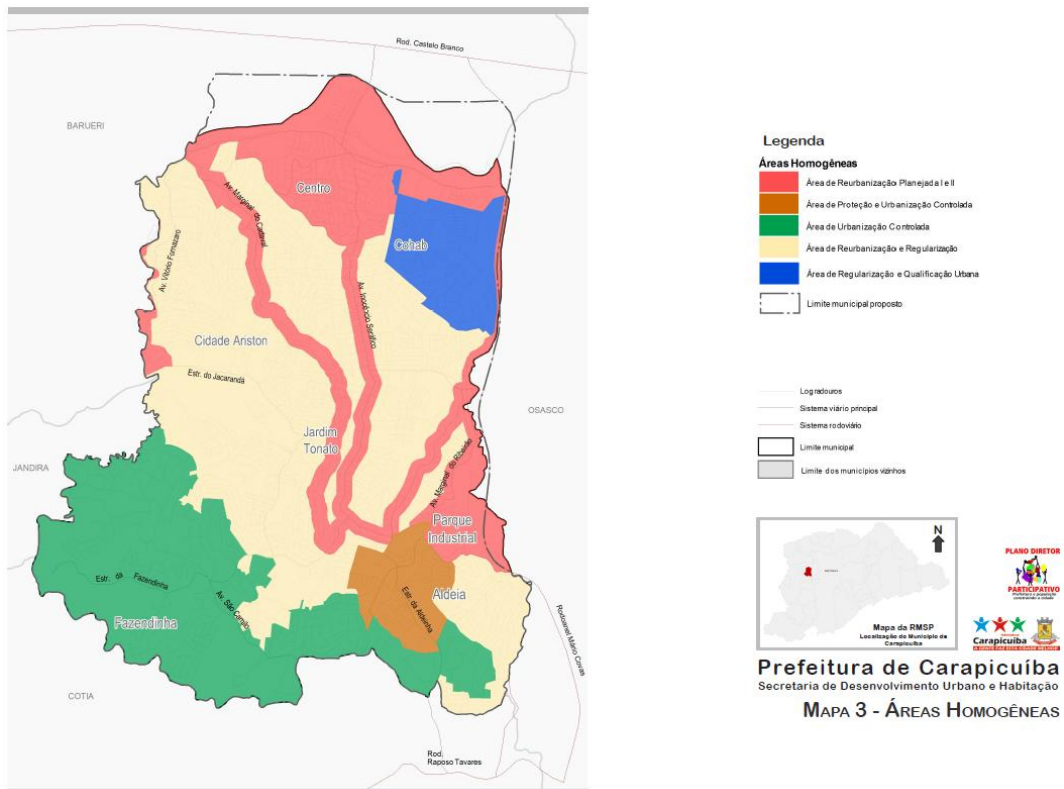 Rod. Castelo Branco
BARUERI
Centro
Av. Marginal do Cadaval
Cohab
Av. Inocêncio Seráfico
Cidade Ariston
Estr. do Jacarandá
OSASCO
Jardim
Tonato
JANDIRA
Av. Marginal do Ribeirão
Parque
Industrial
Estr. da Fazendinha
Av. São Camilo
Aldeia
Estr. da Aldeinha
Fazendinha
Rodoanel Mário Covas
COTIA
Rod.
Raposo Tavares
Legenda
Áreas Homogêneas
Área de Reurbanização Planejada I e II
Área de Proteção e Urbanização Controlada
Área de Urbanização Controlada
Área de Reurbanização e Regularização
Área de Regularização e Qualificação Urbana
Limite municipal proposto
Logradouros
Sistema viário principal
Sistema rodoviário
Limite municipal
Limite dos municípios vizinhos
N
Mapa da RMSP
Localização do Município de
Carapicuíba
PLANO DIRETOR
PARTICIPATIVO
Carapicuíba
Prefeitura de Carapicuíba
Secretaria de Desenvolvimento Urbano e Habitação
MAPA 3 - ÁREAS HOMOGÊNEAS